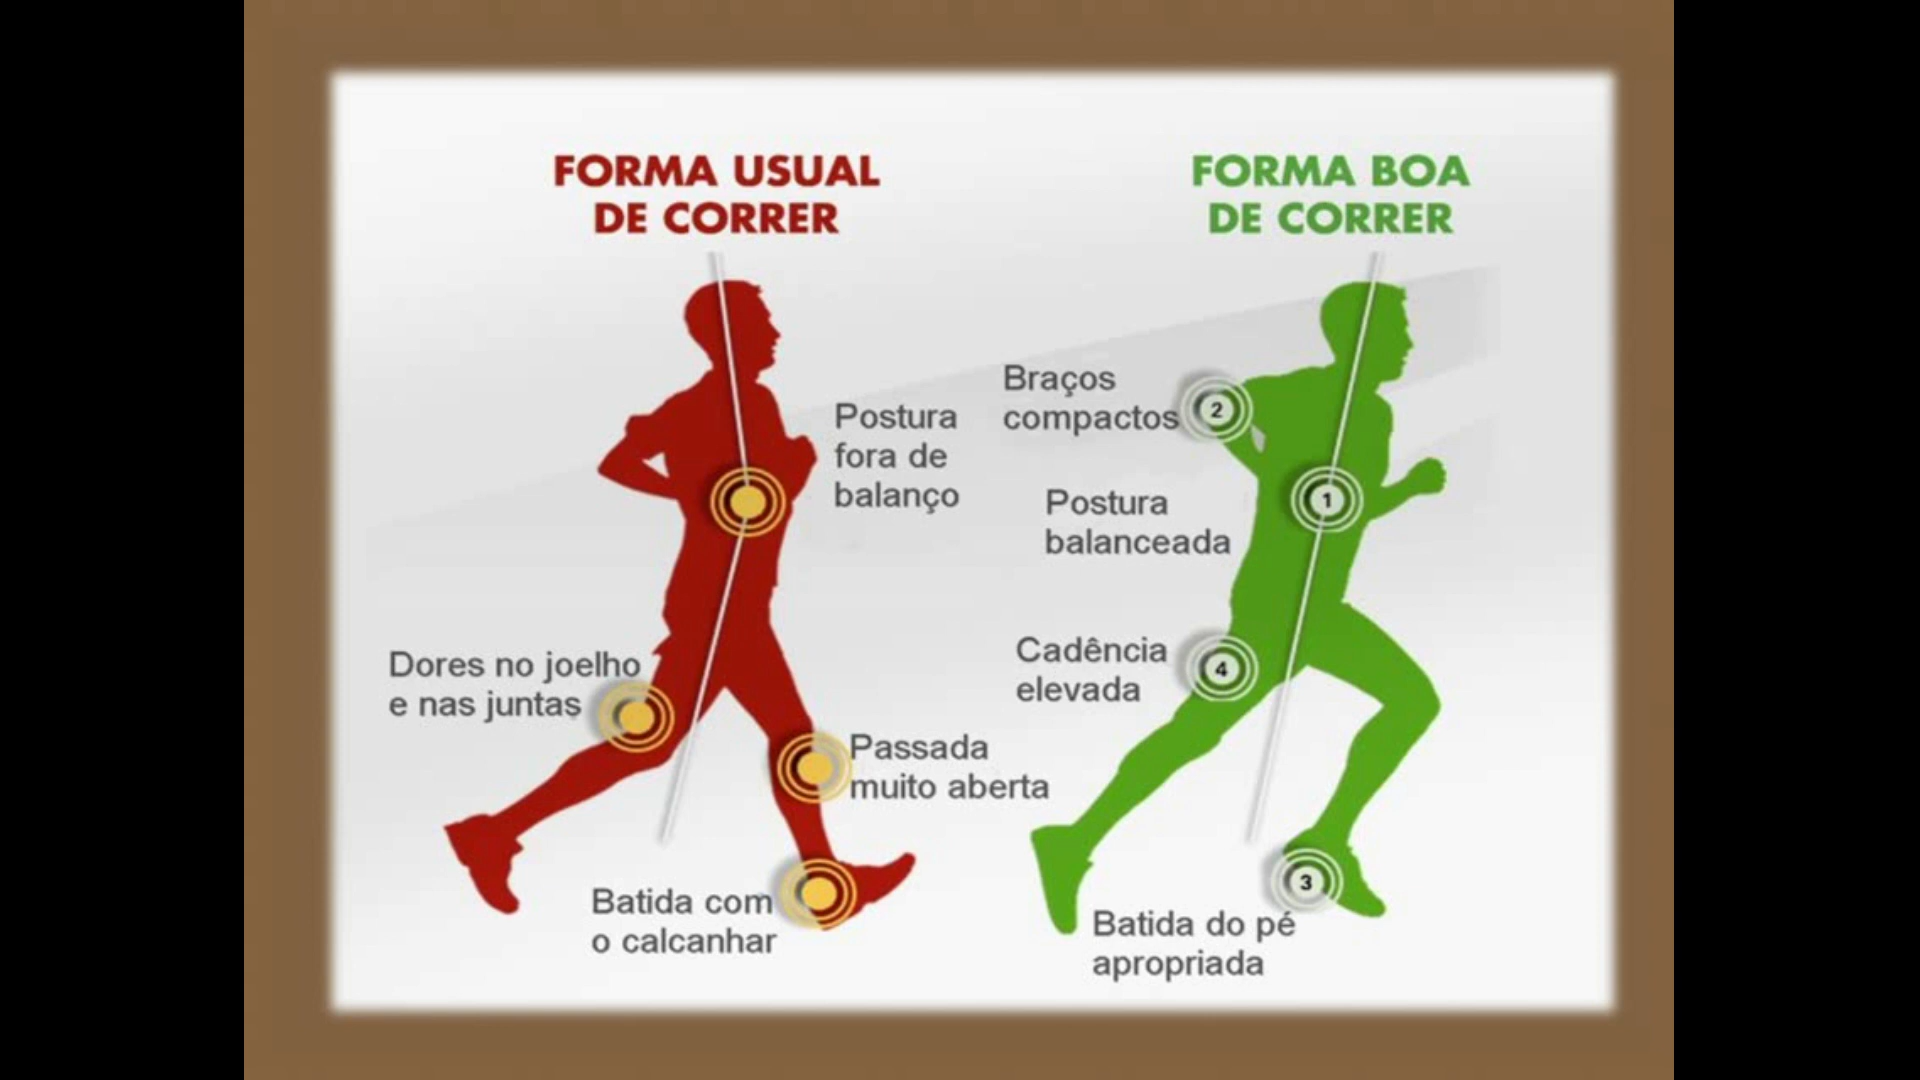 FORMA USUAL
DE CORRER
Postura
fora de
balanço
Dores no joelho
e nas juntas
Passada
muito aberta
Batida com
o calcanhar
FORMA BOA
DE CORRER
Braços
compactos
2
Postura
balanceada
1
Cadência
elevada
4
3
Batida do pé
apropriada